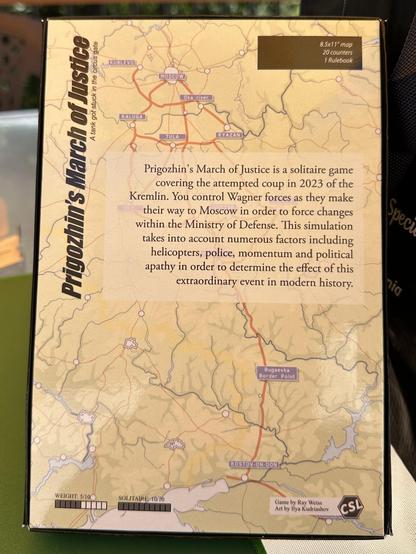 8.5x11" map
20 counters
1 Rulebook
Prigozhin's March of Justice
A tank got stuck in the circus gate
RUBLEVO
MOSCOW
Oka river
KALUGA
TULA
RYAZAN
Prigozhin's March of Justice is a solitaire game
covering the attempted coup in 2023 of the
Kremlin. You control Wagner forces as they make
their way to Moscow in order to force changes
within the Ministry of Defense. This simulation
takes into account numerous factors including
helicopters, police, momentum and political
apathy in order to determine the effect of this
extraordinary event in modern history.
Bugaevka
Border Point
ROSTOV-ON-DON
WEIGHT: 5/10
SOLITAIRE: 10/10
Game by Ray Weiss
Art by Ilya Kudriashov
CSL
Speci
nia